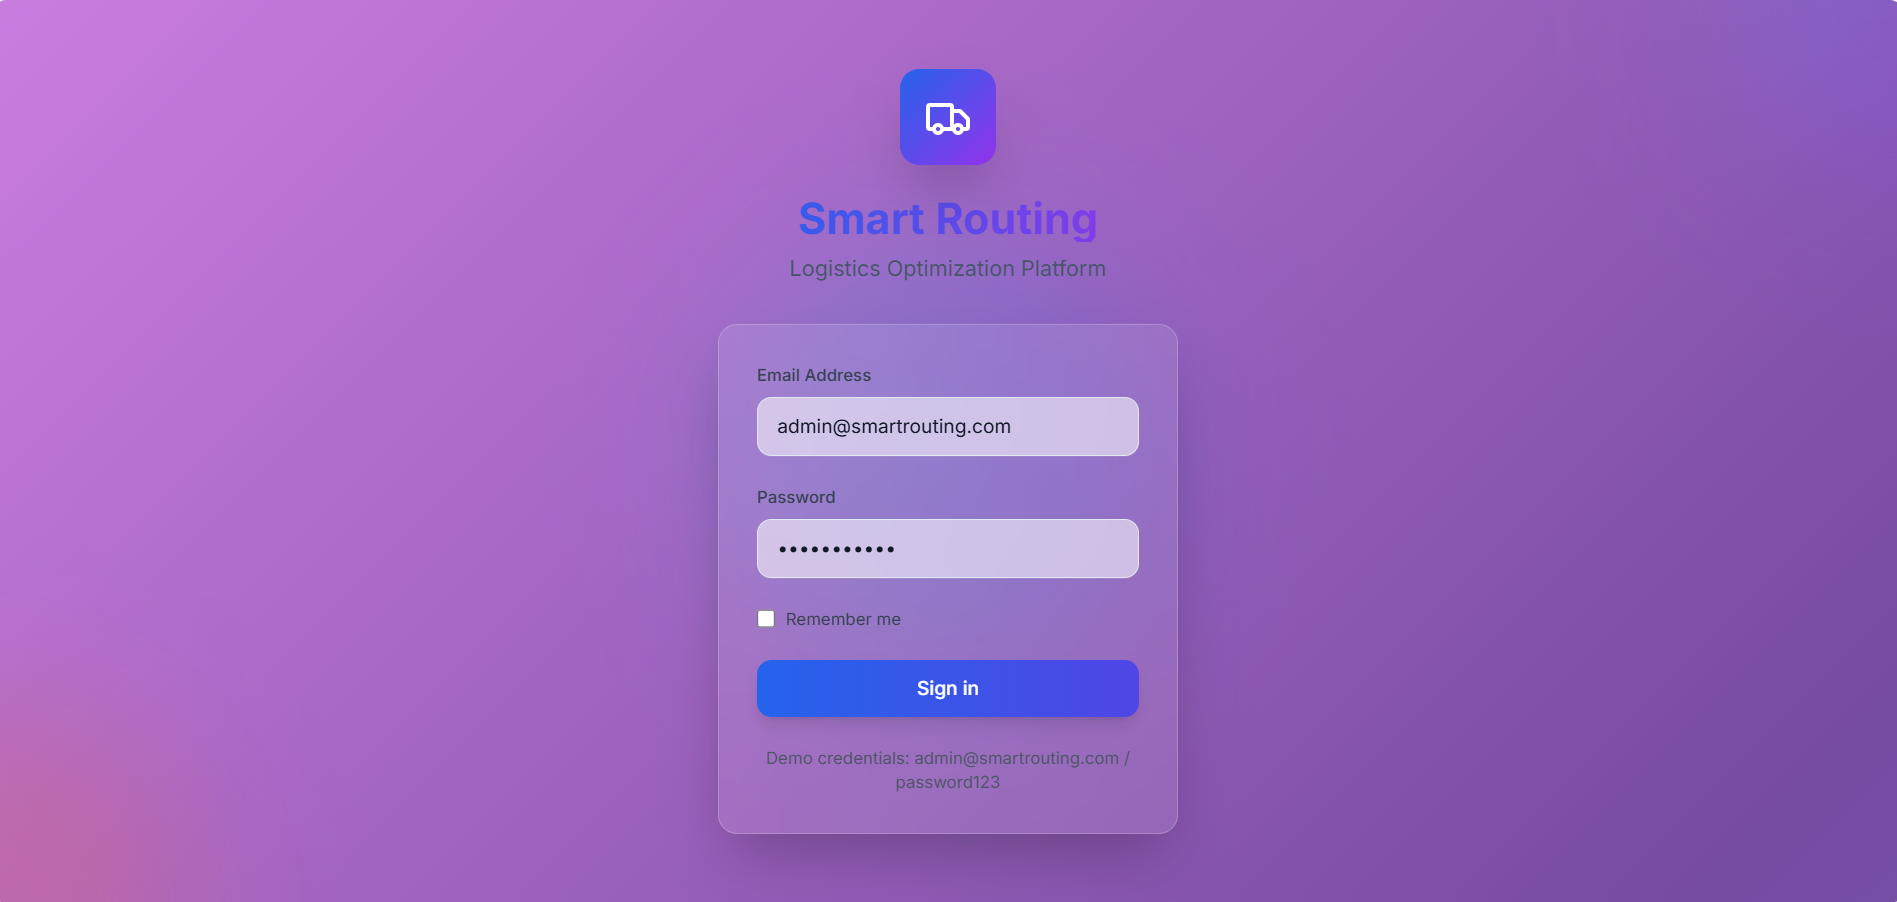 Smart Routing
Logistics Optimization Platform
Email Address
admin@smartrouting.com
Password
•••••••••••
Remember me
Sign in
Demo credentials: admin@smartrouting.com /
password123